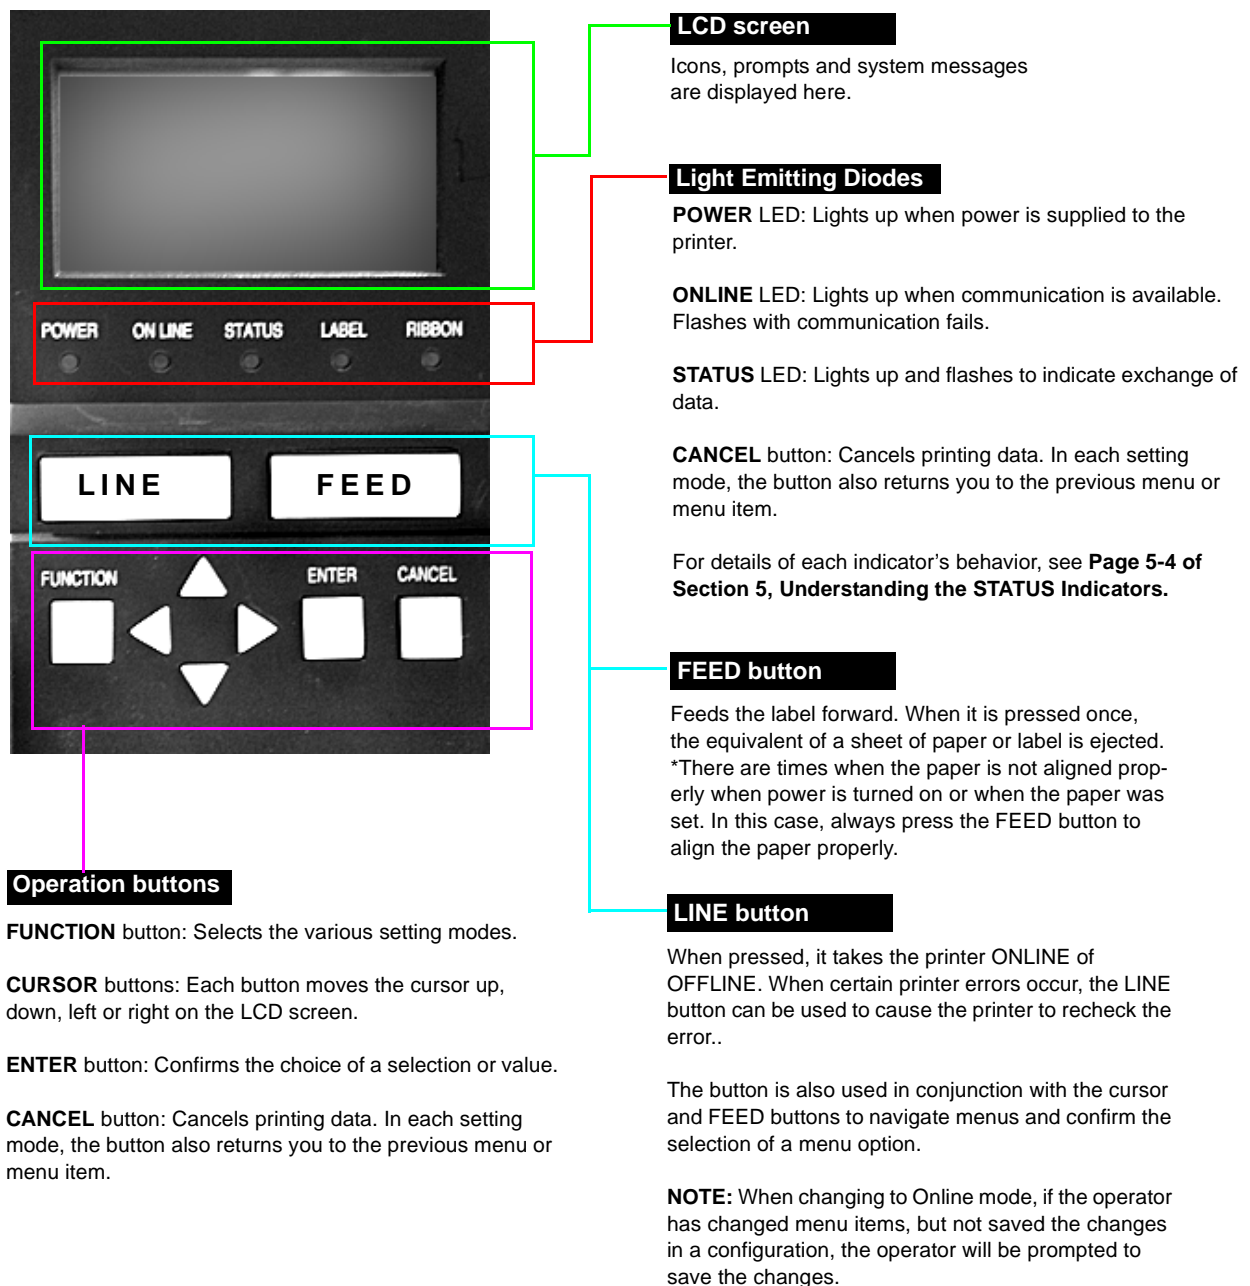 LCD screen
Icons, prompts and system messages
are displayed here.
Light Emitting Diodes
POWER LED: Lights up when power is supplied to the
printer.
ONLINE LED: Lights up when communication is available.
Flashes with communication fails.
STATUS LED: Lights up and flashes to indicate exchange of
data.
CANCEL button: Cancels printing data. In each setting
mode, the button also returns you to the previous menu or
menu item.
For details of each indicator’s behavior, see Page 5-4 of
Section 5, Understanding the STATUS Indicators.
POWER ON LINE STATUS LABEL RIBBON
LINE FEED
FUNCTION ENTER CANCEL
FEED button
Feeds the label forward. When it is pressed once,
the equivalent of a sheet of paper or label is ejected.
*There are times when the paper is not aligned prop-
erly when power is turned on or when the paper was
set. In this case, always press the FEED button to
align the paper properly.
Operation buttons
FUNCTION button: Selects the various setting modes.
CURSOR buttons: Each button moves the cursor up,
down, left or right on the LCD screen.
ENTER button: Confirms the choice of a selection or value.
CANCEL button: Cancels printing data. In each setting
mode, the button also returns you to the previous menu or
menu item.
LINE button
When pressed, it takes the printer ONLINE of
OFFLINE. When certain printer errors occur, the LINE
button can be used to cause the printer to recheck the
error..
The button is also used in conjunction with the cursor
and FEED buttons to navigate menus and confirm the
selection of a menu option.
NOTE: When changing to Online mode, if the operator
has changed menu items, but not saved the changes
in a configuration, the operator will be prompted to
save the changes.